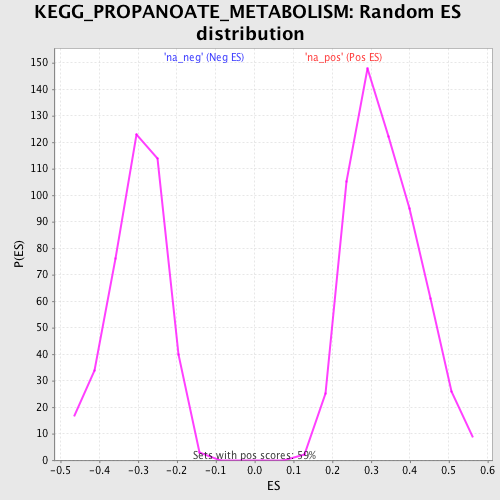 KEGG_PROPANOATE_METABOLISM: Random ES
distribution
'na_neg' (Neg ES) 'na_pos' (Pos ES)
150
140
130
120
110
100
90
80
70
60
50
40
30
20
10
0
P(ES)
Sets with pos scores: 59%
-0.5 -0.4 -0.3 -0.2 -0.1 0.0 0.1 0.2 0.3 0.4 0.5 0.6
ES